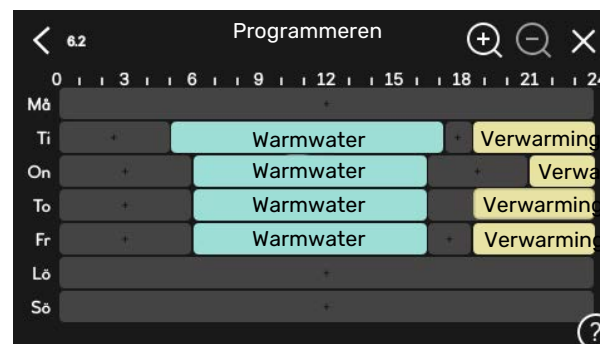 6.2 Programmeren
0 3 6 9 12 15 18 21 24
Må
Ti Warmwater Verwarming
On Warmwater Verwa
To Warmwater Verwarming
Fr Warmwater Verwarming
Lö
Sö
?